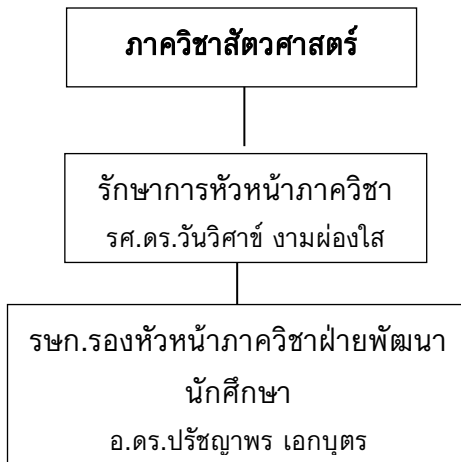 ภาควิชาสัตวศาสตร์
รักษาการหัวหน้าภาควิชา
รศ.ดร.วันวิศาข์ งามผ่องใส
รษก.รองหัวหน้าภาควิชาฝ่ายพัฒนา
นักศึกษา
อ.ดร.ปรัชญาพร เอกบุตร